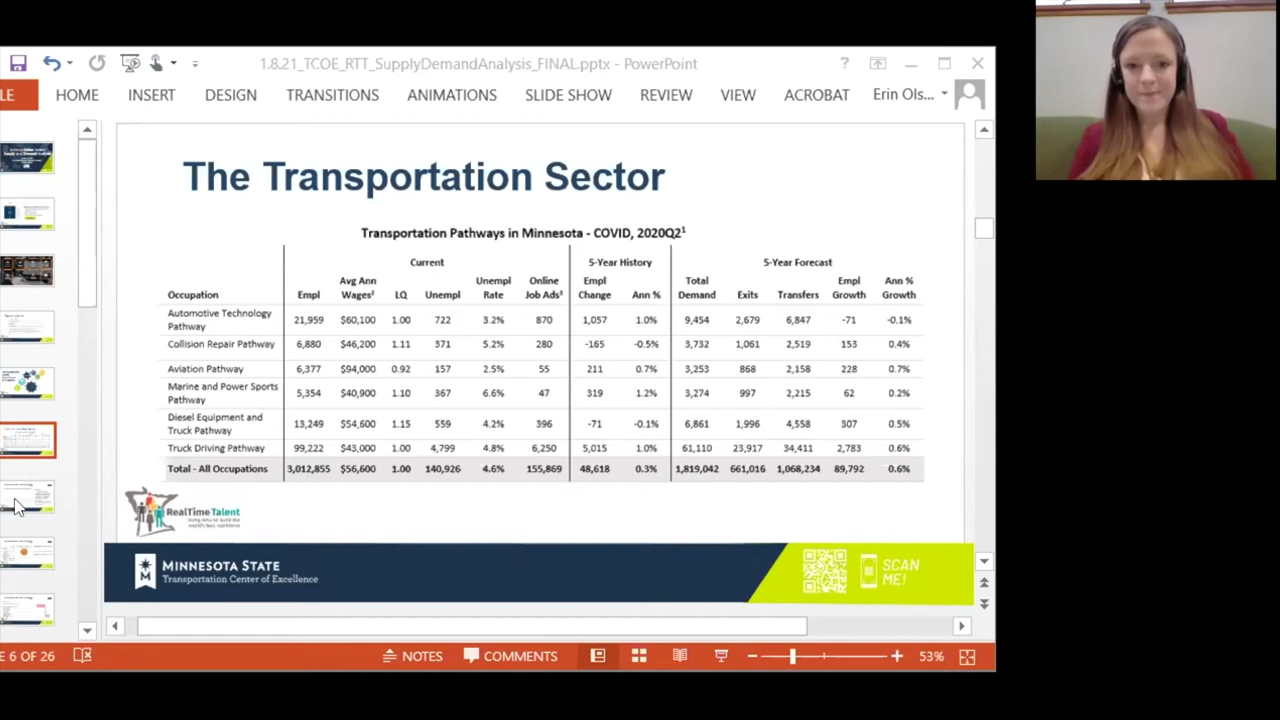 1.8.21_TCOE_RTT_SupplyDemandAnalysis_FINAL.pptx - PowerPoint ?
LE HOME INSERT DESIGN TRANSITIONS ANIMATIONS SLIDE SHOW REVIEW VIEW ACROBAT Erin Ols...
The Transportation Sector
Transportation Pathways in Minnesota - COVID, 2020Q2¹
Current 5-Year History 5-Year Forecast
Avg Ann Unempl Online Empl Total Empl Ann %
Occupation Empl Wages² LQ Unempl Rate Job Ads³ Change Ann % Demand Exits Transfers Growth Growth
Automotive Technology
Pathway 21,959 $60,100 1.00 722 3.2% 870 1,057 1.0% 9,454 2,679 6,847 -71 -0.1%
Collision Repair Pathway 6,880 $46,200 1.11 371 5.2% 280 -165 -0.5% 3,732 1,061 2,519 153 0.4%
Aviation Pathway 6,377 $94,000 0.92 157 2.5% 55 211 0.7% 3,253 868 2,158 228 0.7%
Marine and Power Sports
Pathway 5,354 $40,900 1.10 367 6.6% 47 319 1.2% 3,274 997 2,215 62 0.2%
Diesel Equipment and
Truck Pathway 13,249 $54,600 1.15 559 4.2% 396 -71 -0.1% 6,861 1,996 4,558 307 0.5%
Truck Driving Pathway 99,222 $43,000 1.00 4,799 4.8% 6,250 5,015 1.0% 61,110 23,917 34,411 2,783 0.6%
Total - All Occupations 3,012,855 $56,600 1.00 140,926 4.6% 155,869 48,618 0.3% 1,819,042 661,016 1,068,234 89,792 0.6%
RealTimeTalent
Using data to build the
world's best workforce
MINNESOTA STATE
Transportation Center of Excellence
SCAN
ME!
E 6 OF 26 NOTES COMMENTS 53%